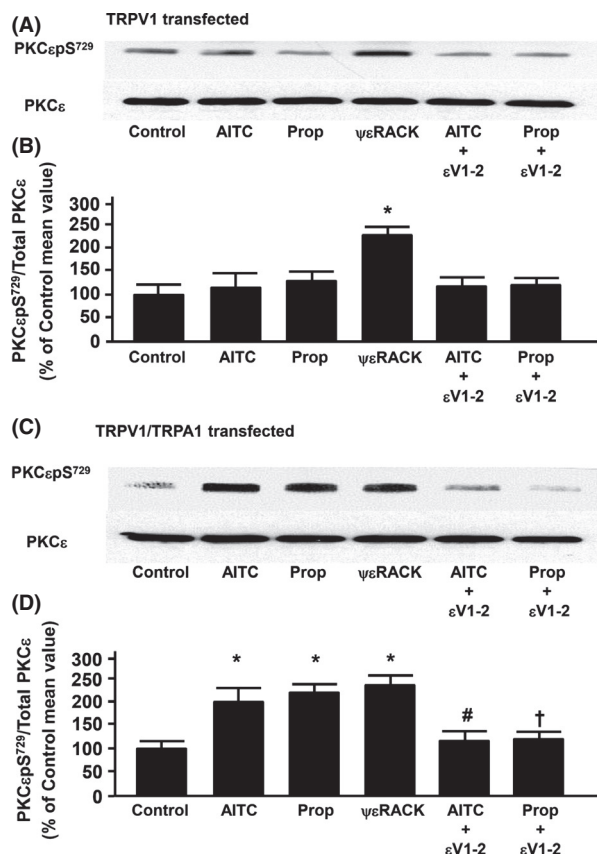 (A) TRPV1 transfected
PKCεpS⁷²⁹
PKCε
Control AITC Prop ψεRACK AITC + εV1-2 Prop + εV1-2
(B)
PKCεpS⁷²⁹/Total PKCε
(% of Control mean value)
300
250
200
150
100
50
0
*
Control AITC Prop ψεRACK AITC + εV1-2 Prop + εV1-2
(C) TRPV1/TRPA1 transfected
PKCεpS⁷²⁹
PKCε
Control AITC Prop ψεRACK AITC + εV1-2 Prop + εV1-2
(D)
PKCεpS⁷²⁹/Total PKCε
(% of Control mean value)
300
250
200
150
100
50
0
* * * # †
Control AITC Prop ψεRACK AITC + εV1-2 Prop + εV1-2